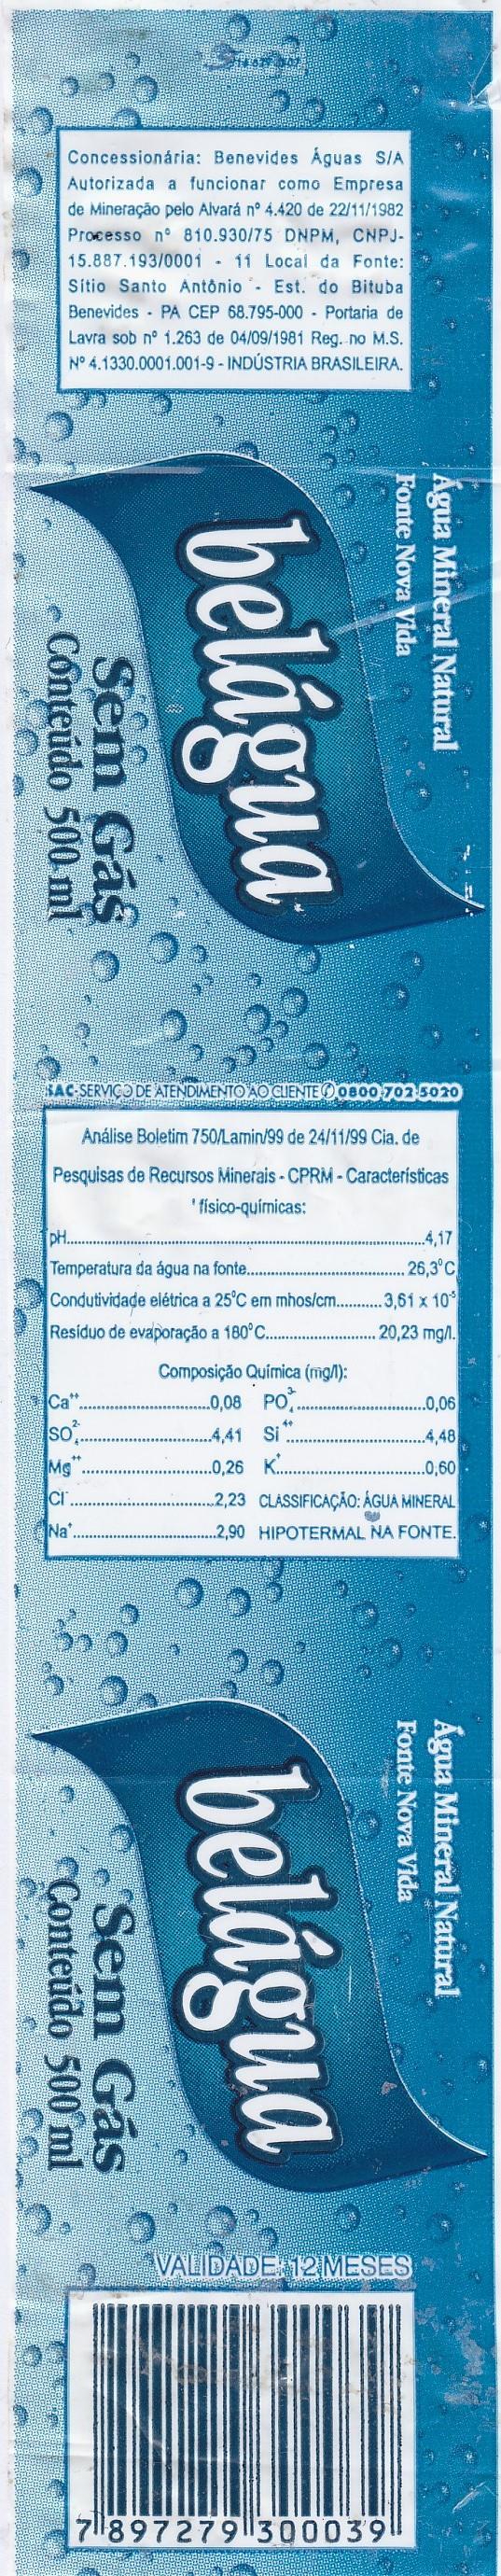 Concessionária: Benevides Águas S/A
Autorizada a funcionar como Empresa
de Mineração pelo Alvará nº 4.420 de 22/11/1982
Processo nº 810.930/75 DNPM, CNPJ-
15.887.193/0001 - 11 Local da Fonte:
Sítio Santo Antônio - Est. do Bituba
Benevides - PA CEP 68.795-000 - Portaria de
Lavra sob nº 1.263 de 04/09/1981 Reg. no M.S.
Nº 4.1330.0001.001-9 - INDÚSTRIA BRASILEIRA.
Água Mineral Natural
Fonte Nova Vida
belágua
Sem Gás
Conteúdo 500 ml
SAC-SERVIÇO DE ATENDIMENTO AO CLIENTE ✆ 0800-702-5020
Análise Boletim 750/Lamin/99 de 24/11/99 Cia. de
Pesquisas de Recursos Minerais - CPRM - Características
físico-químicas:
pH..........4,17
Temperatura da água na fonte..........26,3ºC
Condutividade elétrica a 25ºC em mhos/cm..........3,61 x 10⁻⁵
Resíduo de evaporação a 180ºC..........20,23 mg/l.
Composição Química (mg/l):
Ca⁺⁺..........0,08 PO₄³⁻..........0,06
SO₄²⁻..........4,41 Si⁴⁺..........4,48
Mg⁺⁺..........0,26 K⁺..........0,60
Cl⁻..........2,23 CLASSIFICAÇÃO: ÁGUA MINERAL
Na⁺..........2,90 HIPOTERMAL NA FONTE.
Água Mineral Natural
Fonte Nova Vida
belágua
Sem Gás
Conteúdo 500 ml
VALIDADE: 12 MESES
7 897279 300039